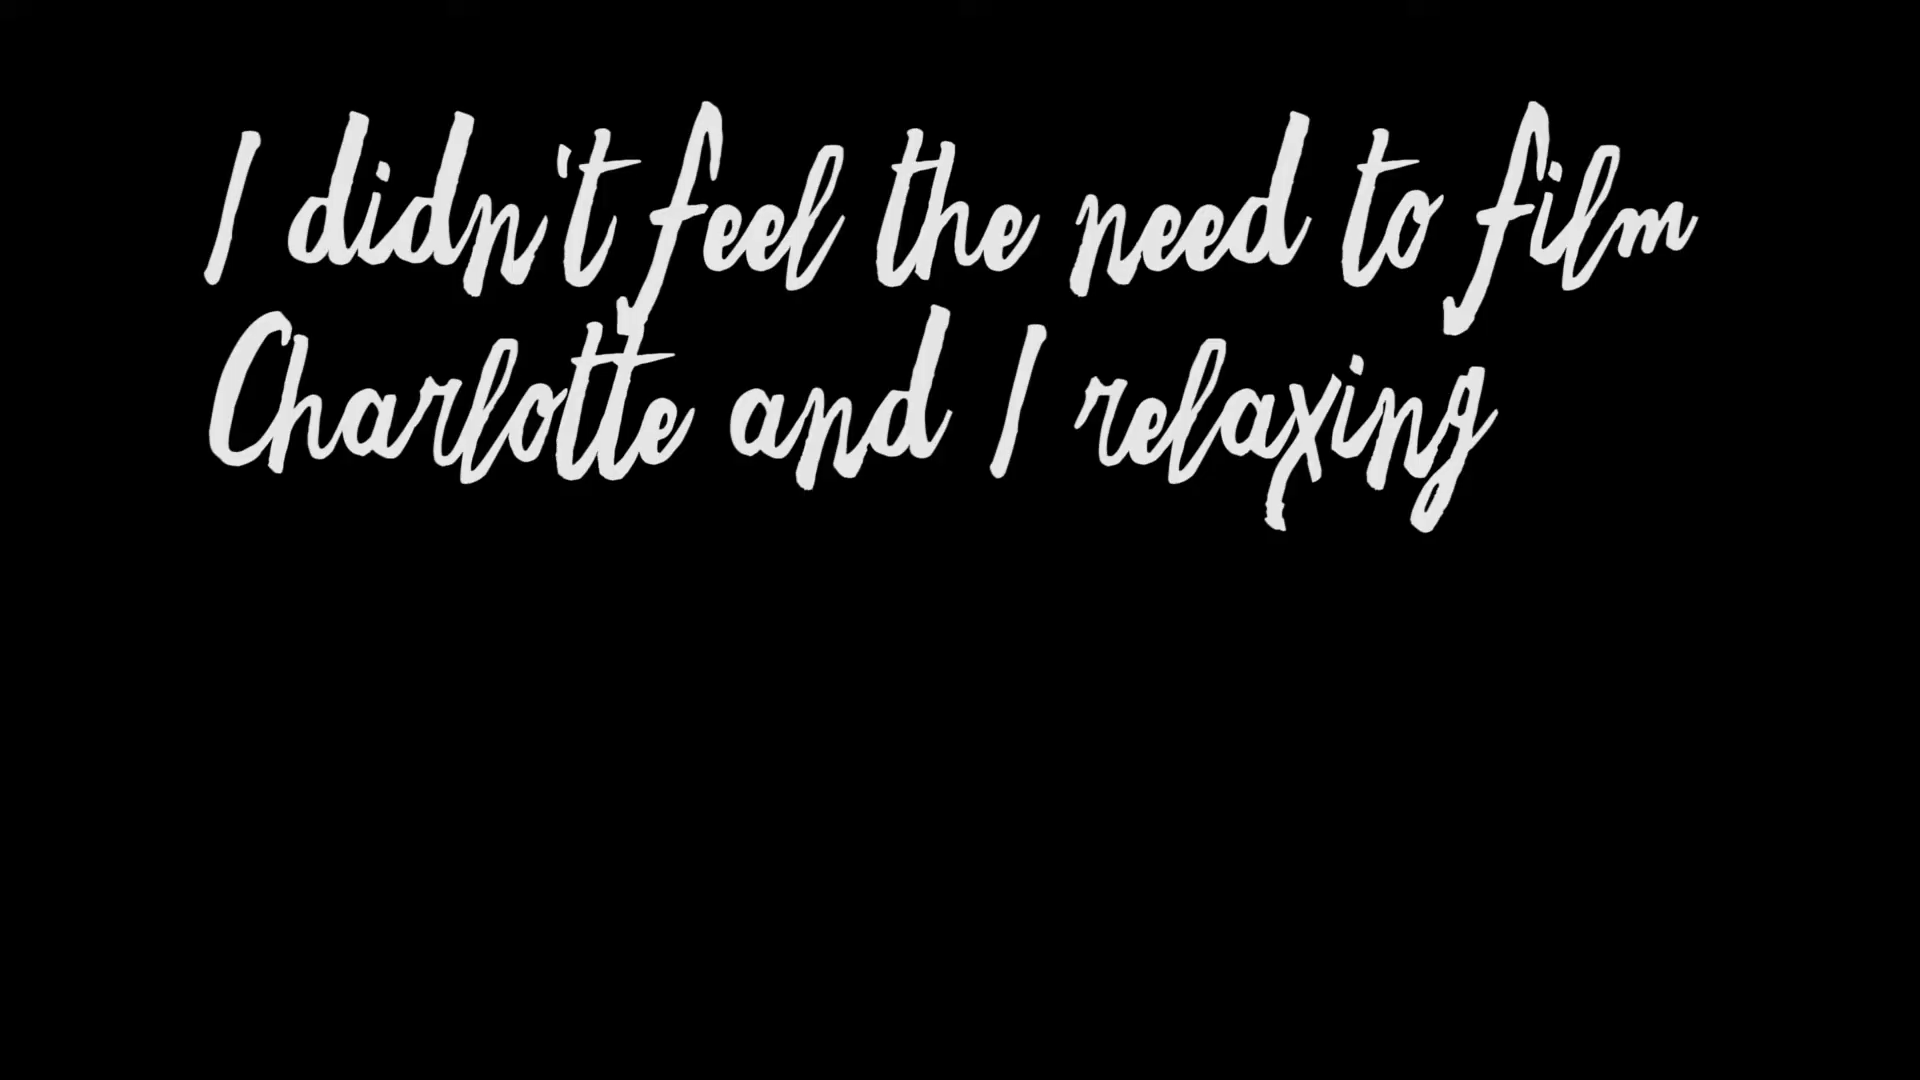 I didn't feel the need to film
Charlotte and I relaxing